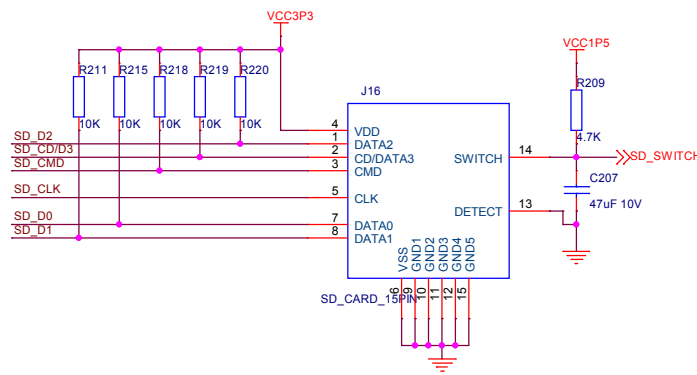 VCC3P3
VCC1P5
R211 R215 R218 R219 R220
10K 10K 10K 10K 10K
J16
R209
4.7K
SD_D2
SD_CD/D3
SD_CMD
SD_CLK
SD_D0
SD_D1
4 VDD
1 DATA2
2 CD/DATA3
3 CMD
5 CLK
7 DATA0
8 DATA1
SWITCH 14
SD_SWITCH
C207
47uF 10V
DETECT 13
VSS GND1 GND2 GND3 GND4 GND5
6 9 10 11 12 15
SD_CARD_15PIN